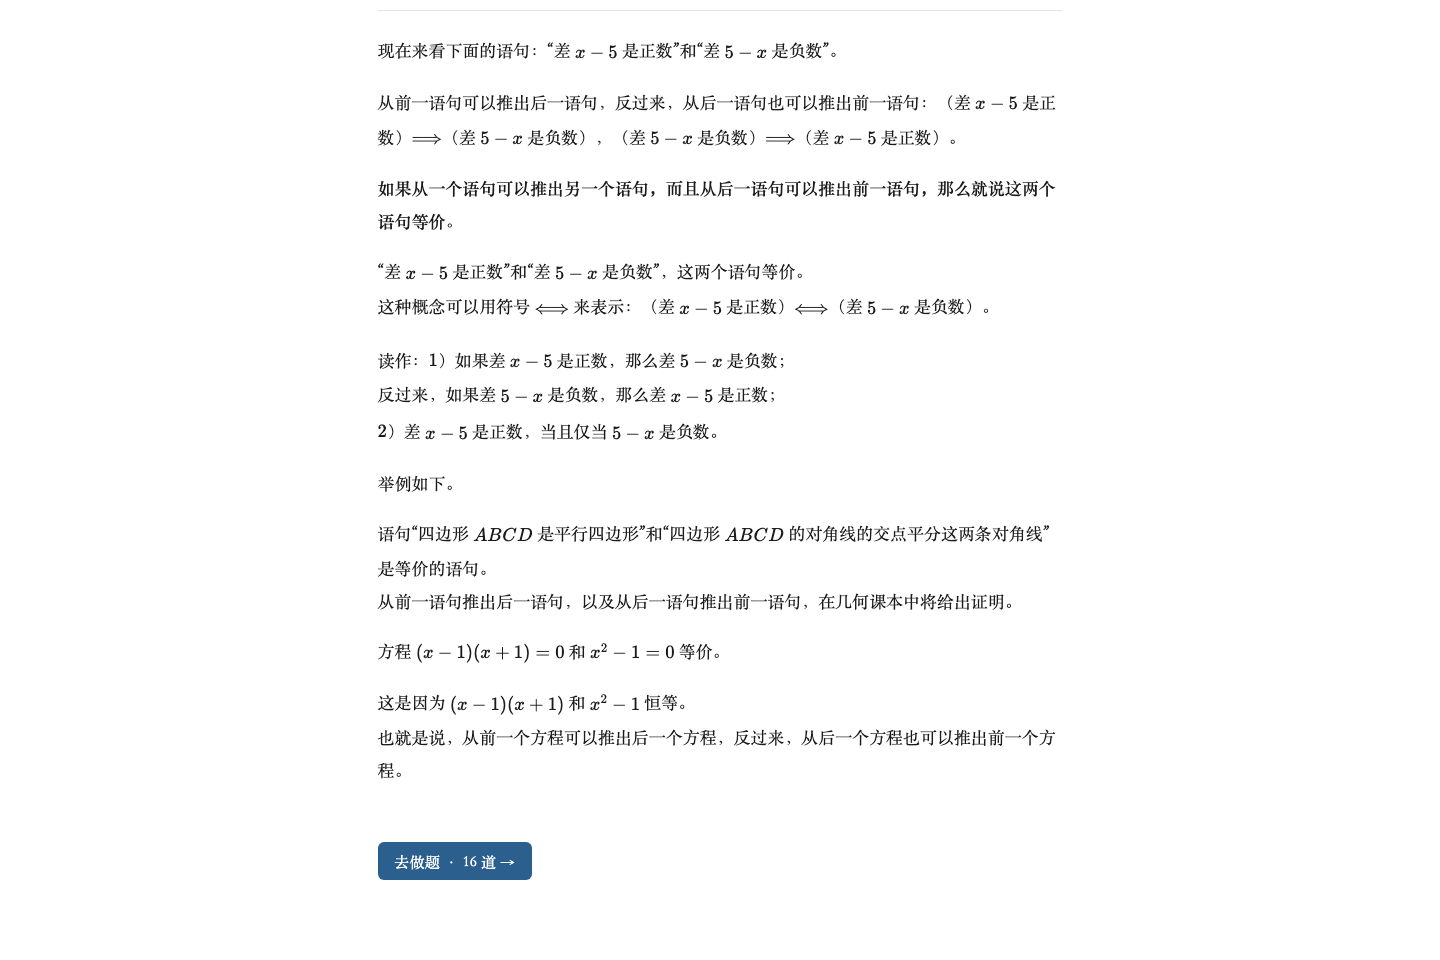 现在来看下面的语句：“差 x − 5 是正数”和“差 5 − x 是负数”。
从前一语句可以推出后一语句，反过来，从后一语句也可以推出前一语句：（差 x − 5 是正
数）⟹（差 5 − x 是负数），（差 5 − x 是负数）⟹（差 x − 5 是正数）。
如果从一个语句可以推出另一个语句，而且从后一语句可以推出前一语句，那么就说这两个
语句等价。
“差 x − 5 是正数”和“差 5 − x 是负数”，这两个语句等价。
这种概念可以用符号 ⟺ 来表示：（差 x − 5 是正数）⟺（差 5 − x 是负数）。
读作：1）如果差 x − 5 是正数，那么差 5 − x 是负数；
反过来，如果差 5 − x 是负数，那么差 x − 5 是正数；
2）差 x − 5 是正数，当且仅当 5 − x 是负数。
举例如下。
语句“四边形 ABCD 是平行四边形”和“四边形 ABCD 的对角线的交点平分这两条对角线”
是等价的语句。
从前一语句推出后一语句，以及从后一语句推出前一语句，在几何课本中将给出证明。
方程 (x − 1)(x + 1) = 0 和 x² − 1 = 0 等价。
这是因为 (x − 1)(x + 1) 和 x² − 1 恒等。
也就是说，从前一个方程可以推出后一个方程，反过来，从后一个方程也可以推出前一个方
程。
去做题 · 16 道 →